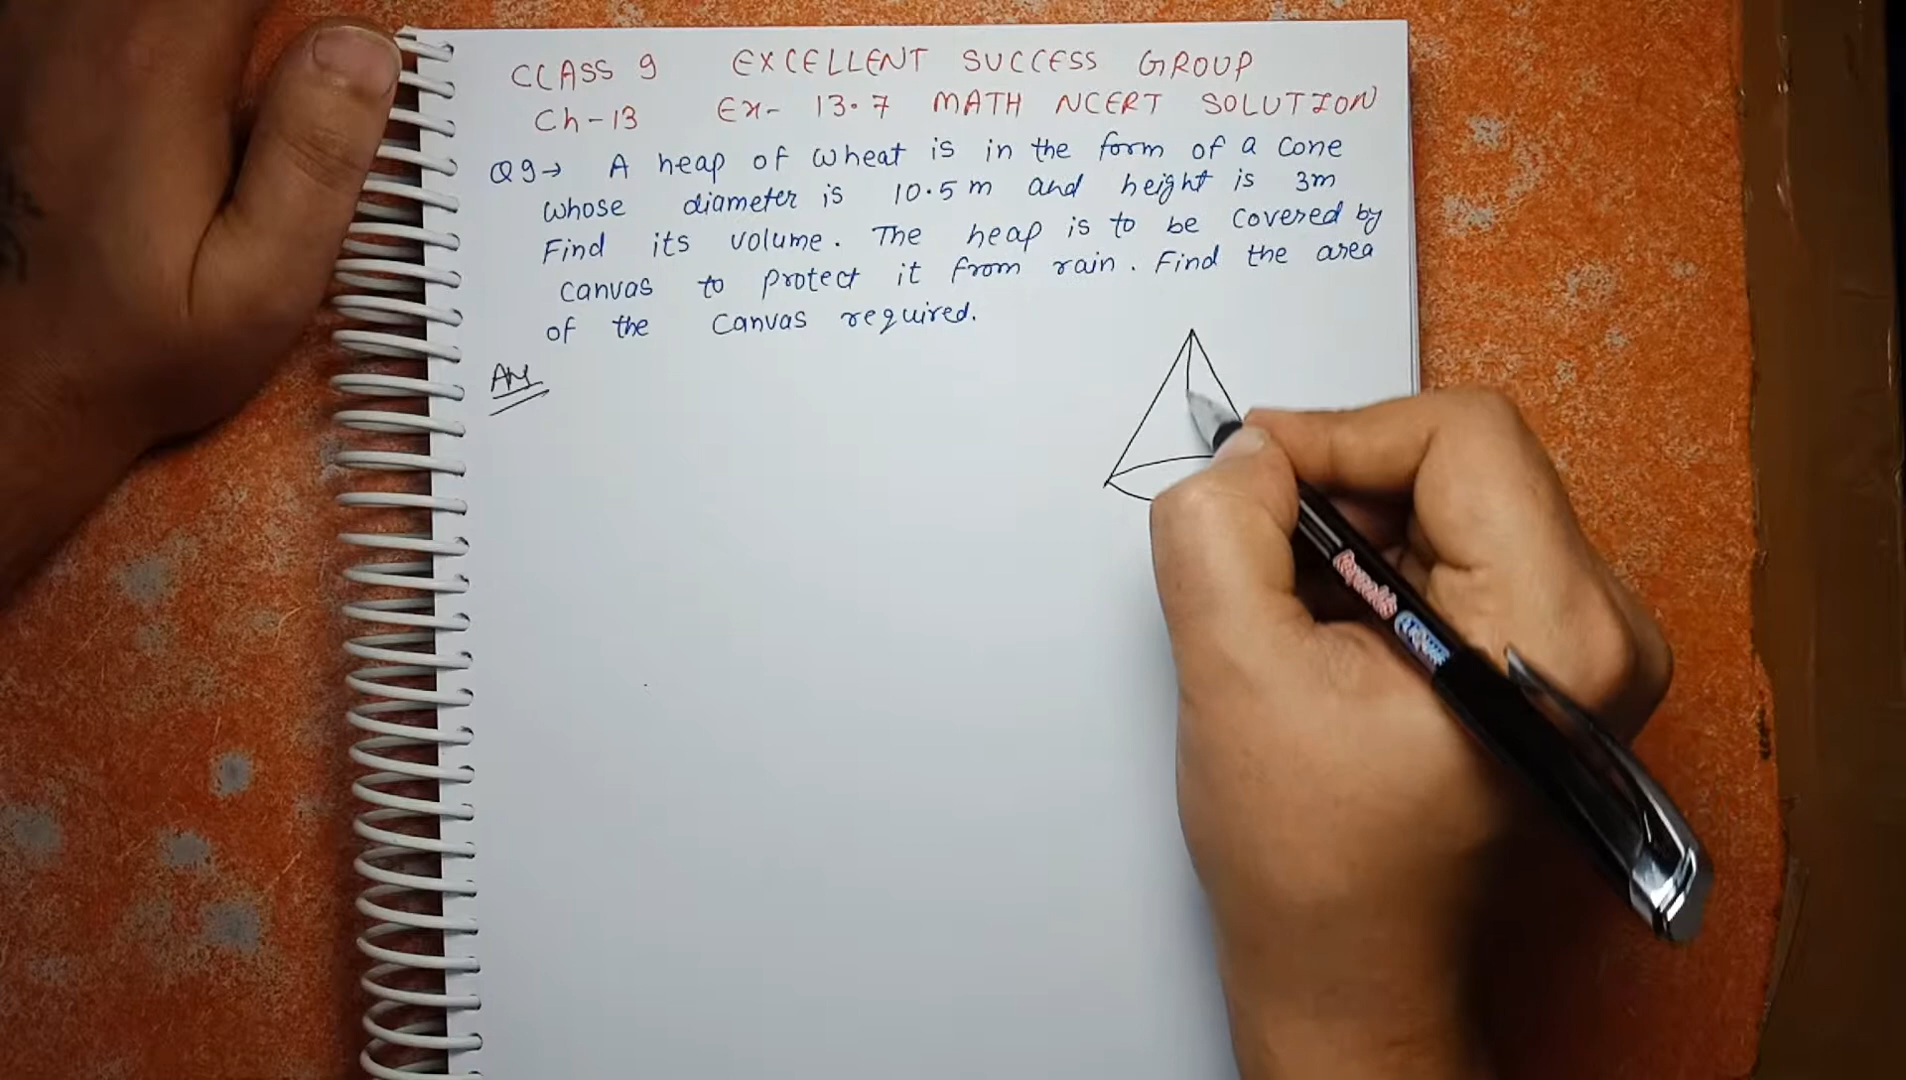 CLASS 9 EXCELLENT SUCCESS GROUP
Ch-13 Ex- 13.7 MATH NCERT SOLUTION
Q9→ A heap of wheat is in the form of a cone
whose diameter is 10.5 m and height is 3m
Find its volume. The heap is to be covered by
canvas to protect it from rain. Find the area
of the canvas required.
Ans
Reynolds